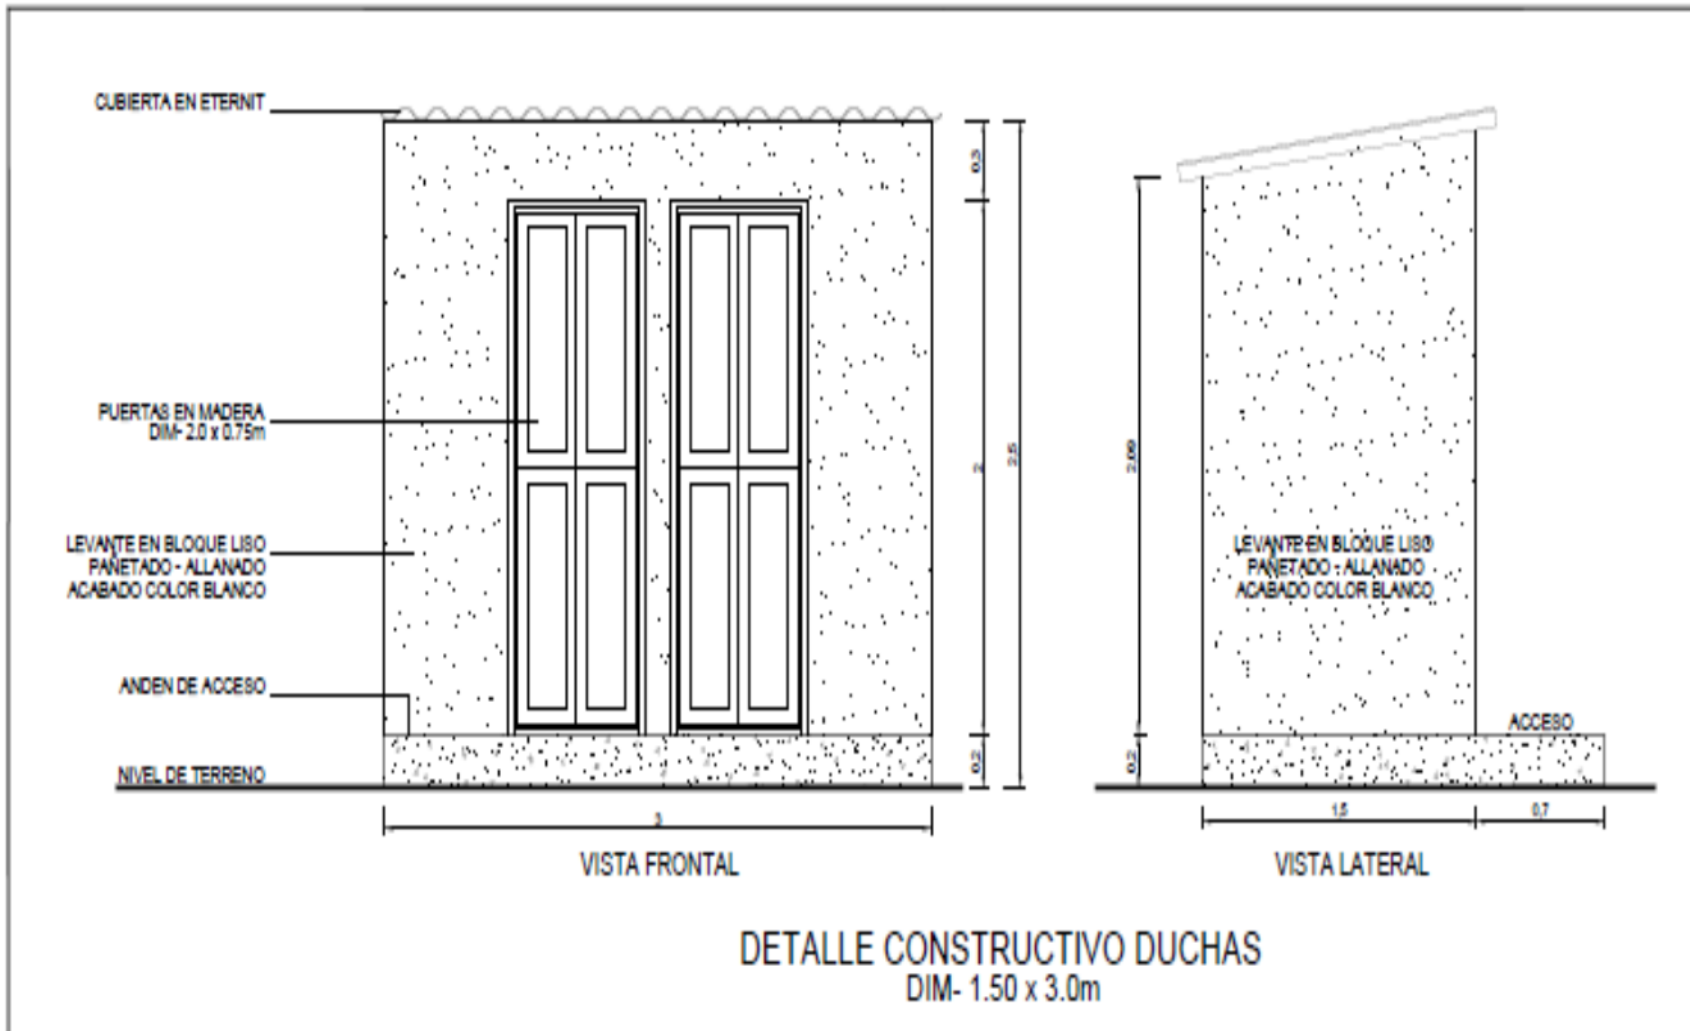 CUBIERTA EN ETERNIT
PUERTAS EN MADERA
DIM- 2.0 x 0.75m
LEVANTE EN BLOQUE LISO
PAÑETADO - ALLANADO
ACABADO COLOR BLANCO
ANDEN DE ACCESO
NIVEL DE TERRENO
0.3
2
2.5
0.2
3
VISTA FRONTAL
2.09
0.2
LEVANTE EN BLOQUE LISO
PAÑETADO - ALLANADO
ACABADO COLOR BLANCO
ACCESO
1,5
0,7
VISTA LATERAL
DETALLE CONSTRUCTIVO DUCHAS
DIM- 1.50 x 3.0m